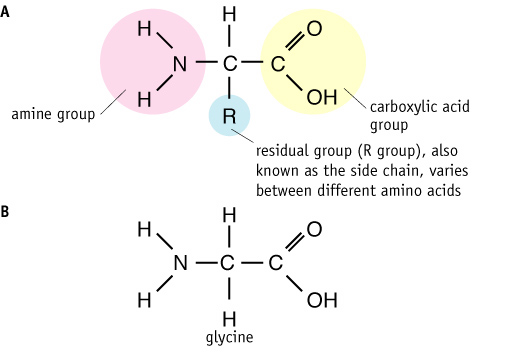 A
H
H
O
N
C
C
H
OH
R
amine group
carboxylic acid
group
residual group (R group), also
known as the side chain, varies
between different amino acids
B
H
H
O
N
C
C
H
OH
H
glycine